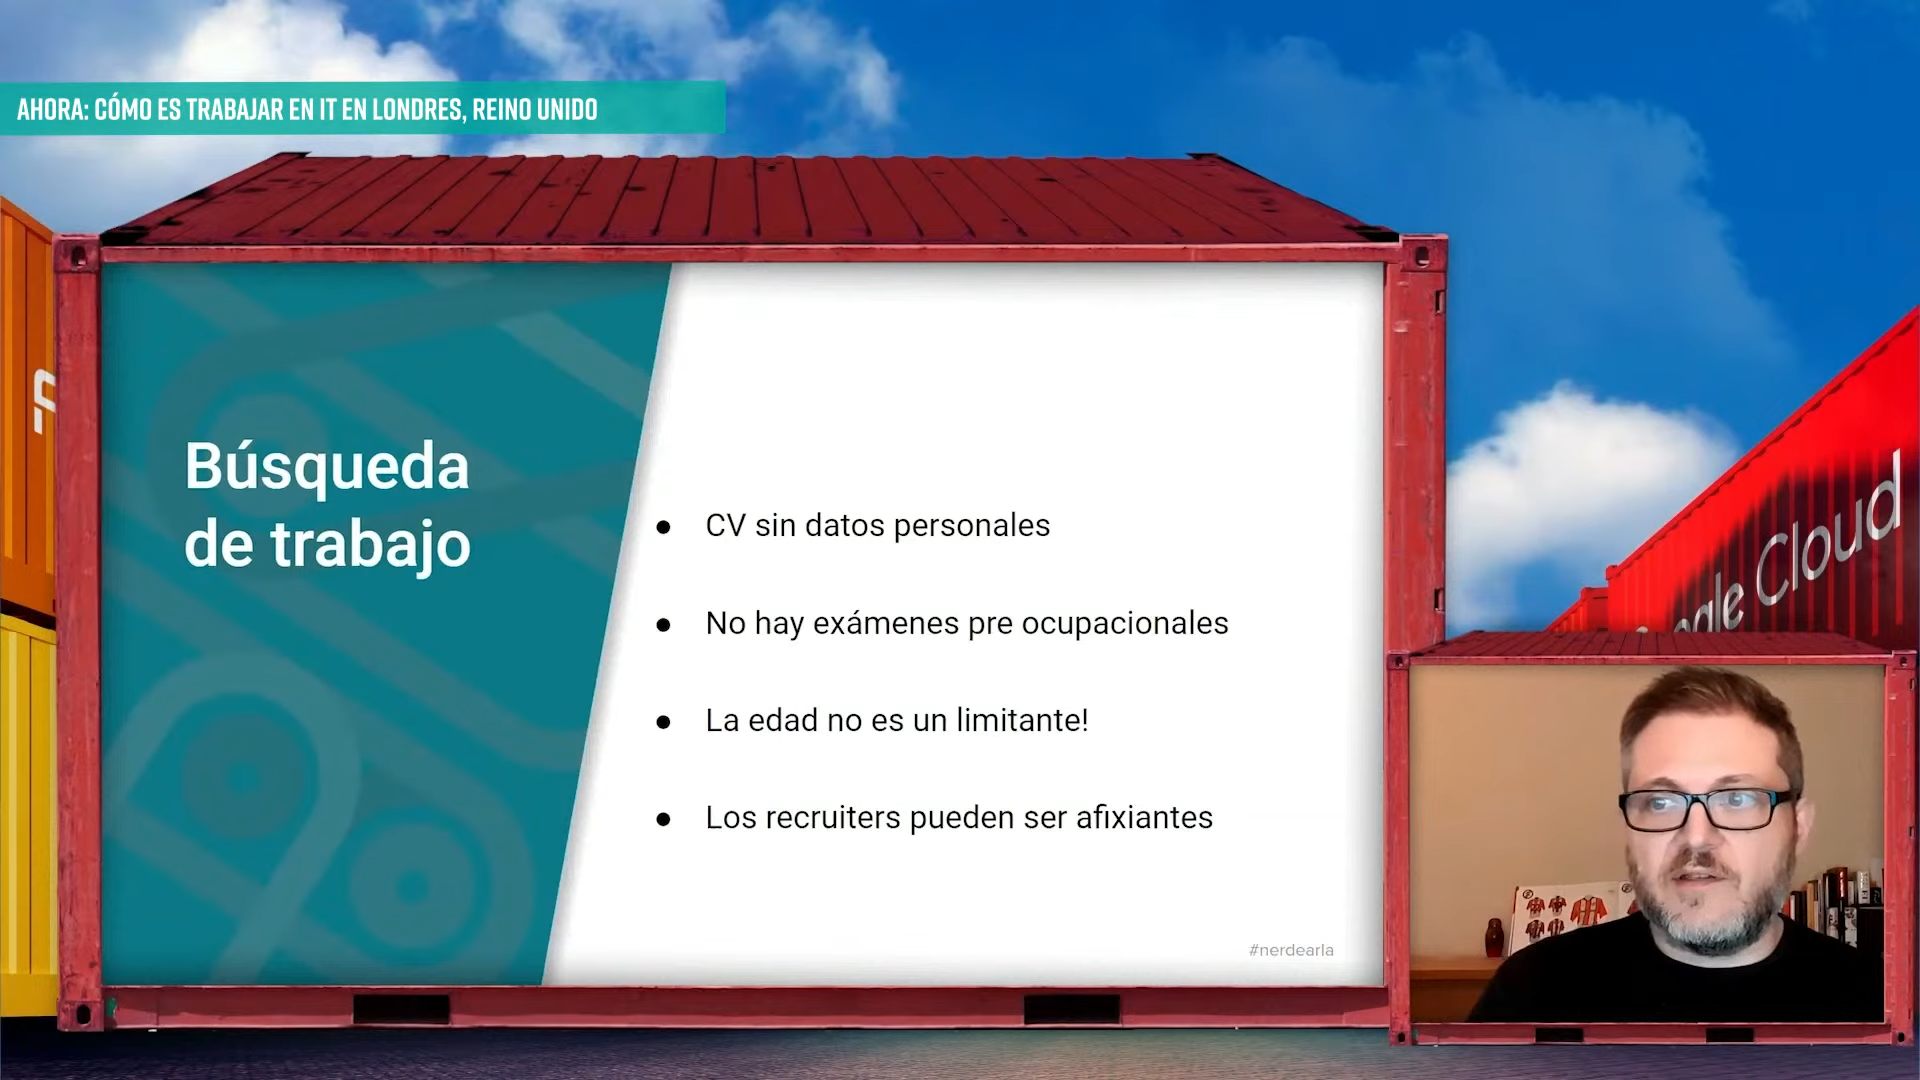 AHORA: CÓMO ES TRABAJAR EN IT EN LONDRES, REINO UNIDO
Búsqueda
de trabajo
● CV sin datos personales
● No hay exámenes pre ocupacionales
● La edad no es un limitante!
● Los recruiters pueden ser afixiantes
#nerdearla
Cloud